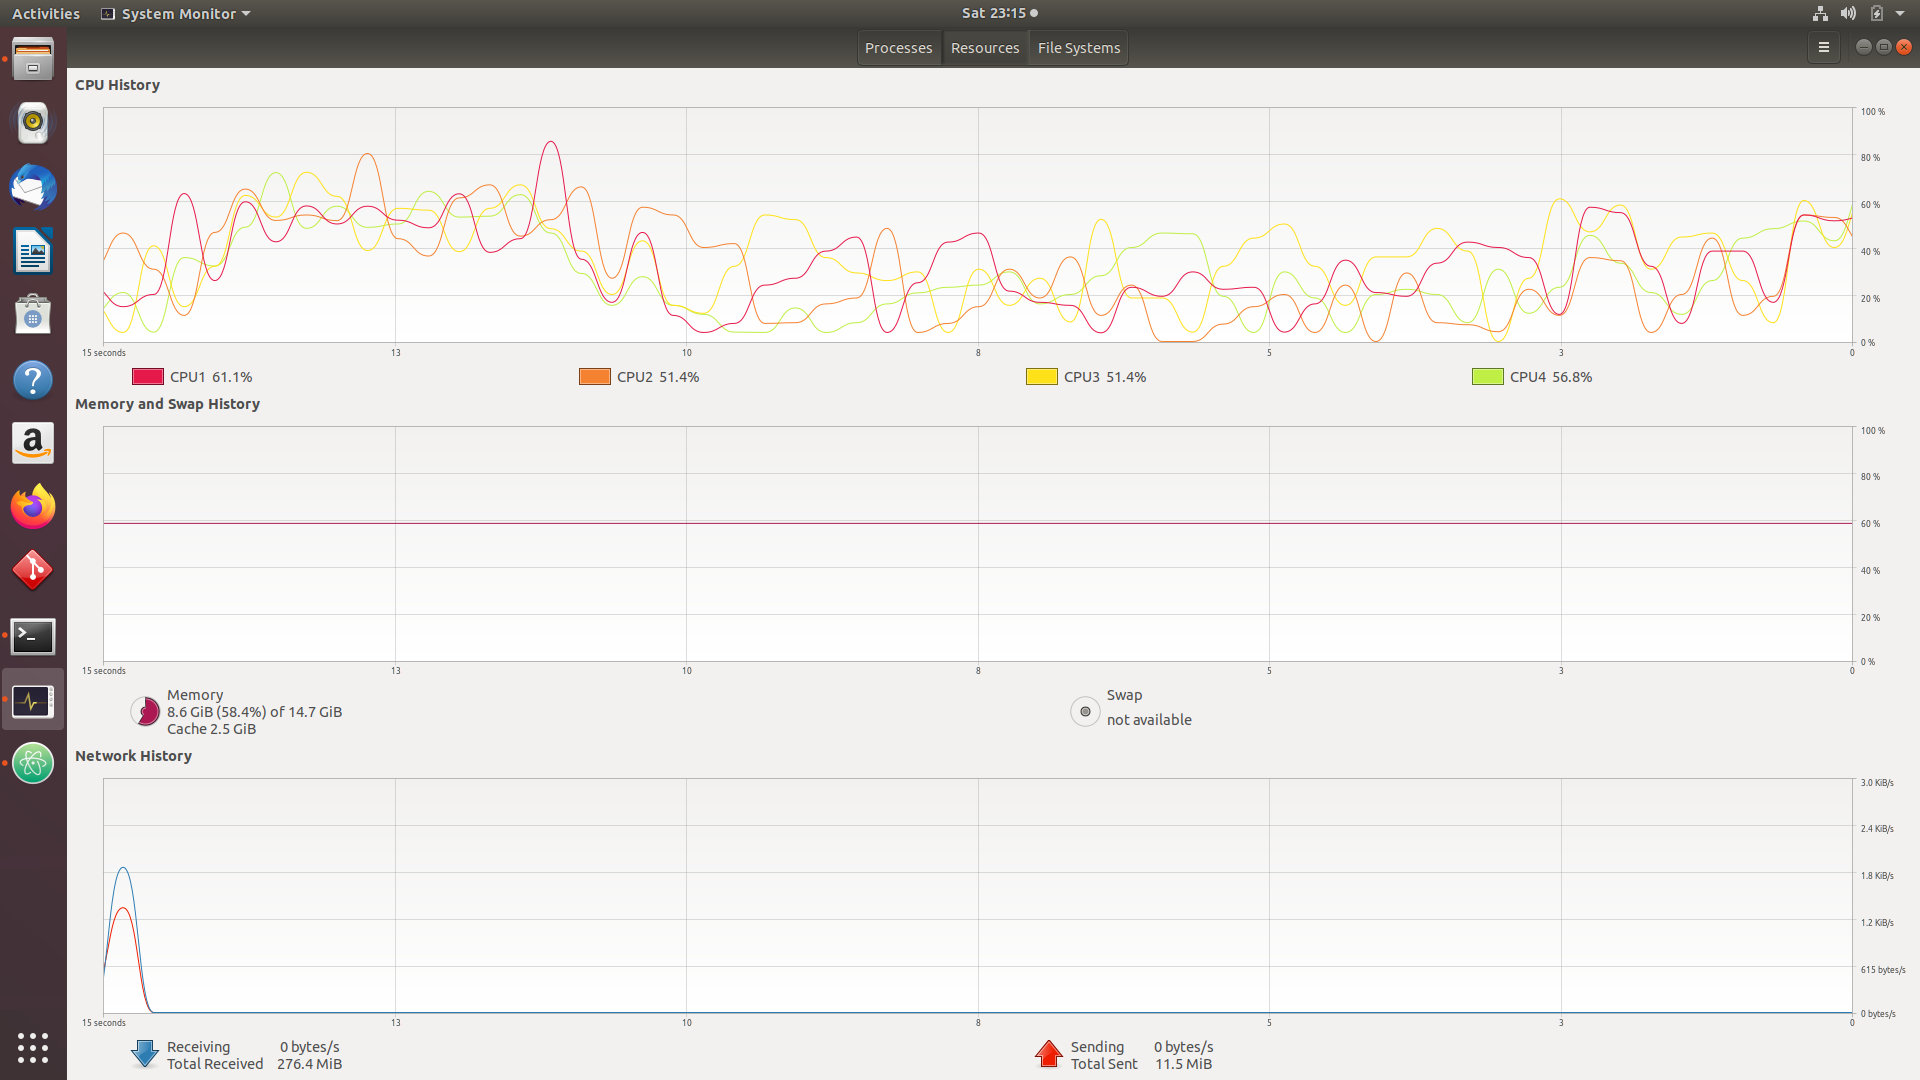 Activities System Monitor Sat 23:15
Processes Resources File Systems
CPU History
100 %
80 %
60 %
40 %
20 %
0 %
15 seconds 13 10 8 5 3 0
CPU1 61.1% CPU2 51.4% CPU3 51.4% CPU4 56.8%
Memory and Swap History
100 %
80 %
60 %
40 %
20 %
0 %
15 seconds 13 10 8 5 3 0
Memory
8.6 GiB (58.4%) of 14.7 GiB
Cache 2.5 GiB
Swap
not available
Network History
3.0 KiB/s
2.4 KiB/s
1.8 KiB/s
1.2 KiB/s
615 bytes/s
0 bytes/s
15 seconds 13 10 8 5 3 0
Receiving 0 bytes/s
Total Received 276.4 MiB
Sending 0 bytes/s
Total Sent 11.5 MiB